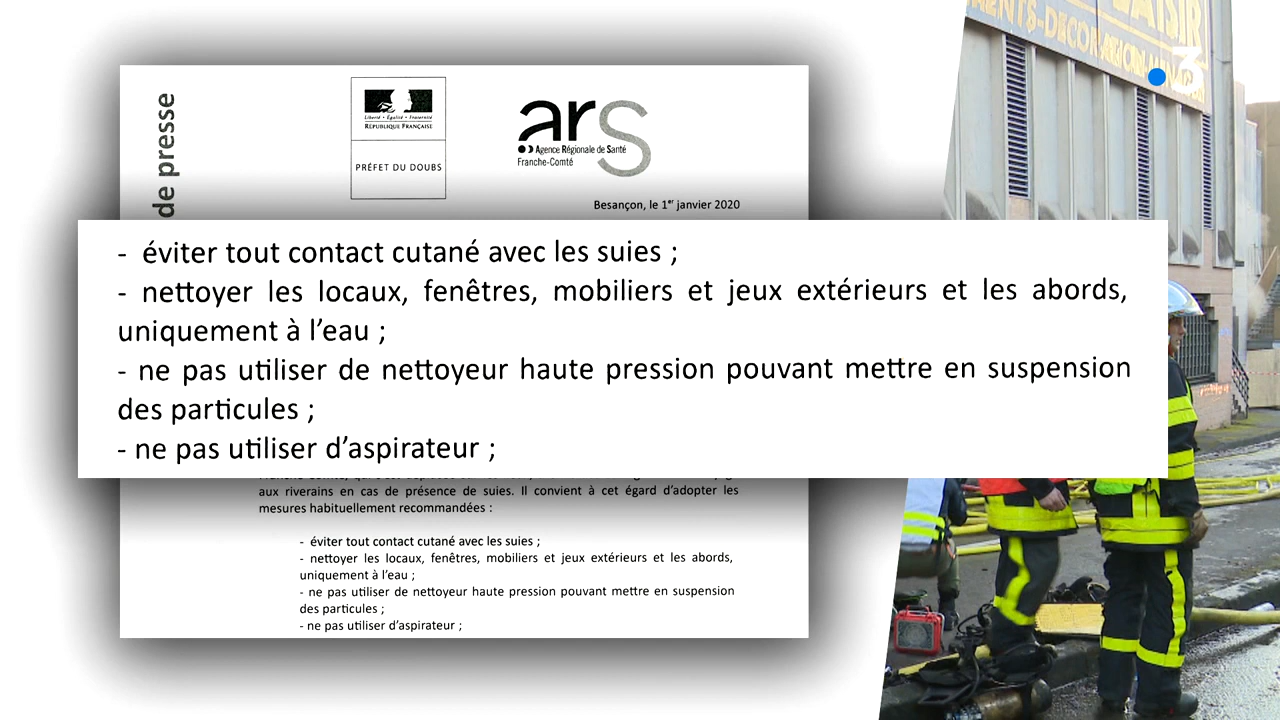 de presse
Liberté • Égalité • Fraternité
RÉPUBLIQUE FRANÇAISE
PRÉFET DU DOUBS
ars
Agence Régionale de Santé
Franche-Comté
Besançon, le 1er janvier 2020
- éviter tout contact cutané avec les suies ;
- nettoyer les locaux, fenêtres, mobiliers et jeux extérieurs et les abords,
uniquement à l’eau ;
- ne pas utiliser de nettoyeur haute pression pouvant mettre en suspension
des particules ;
- ne pas utiliser d’aspirateur ;
aux riverains en cas de présence de suies. Il convient à cet égard d’adopter les
mesures habituellement recommandées :
- éviter tout contact cutané avec les suies ;
- nettoyer les locaux, fenêtres, mobiliers et jeux extérieurs et les abords,
uniquement à l’eau ;
- ne pas utiliser de nettoyeur haute pression pouvant mettre en suspension
des particules ;
- ne pas utiliser d’aspirateur ;
3